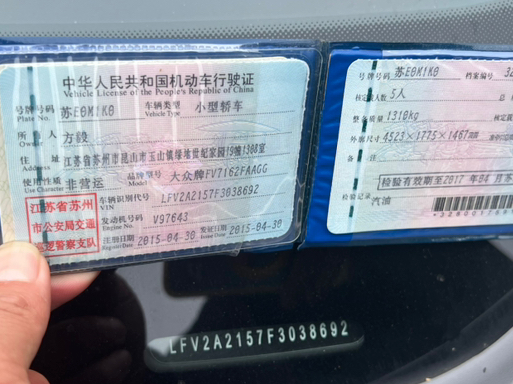 中华人民共和国机动车行驶证
Vehicle License of the People's Republic of China
号牌号码 苏E0M1K0 车辆类型 小型轿车
Plate No. Vehicle Type
所有人 方毅
Owner
住址 江苏省苏州市昆山市玉山镇绿地世纪家园19幢1308室
使用性质 非营运 品牌型号 大众牌FV7162FAAGG
Use Character
车辆识别代号 LFV2A2157F3038692
VIN
发动机号码 V97643
Engine No.
注册日期 2015-04-30 发证日期 2015-04-30
Register Date Issue Date
江苏省苏州
市公安局交通
警察支队
号牌号码 苏E0M1K0 档案编号 32
核定载人数 5人
整备质量 1310kg 核定载
外廓尺寸 4523×1775×1467
备注
检验有效期至2017年04月
检验记录
汽油
LFV2A2157F3038692